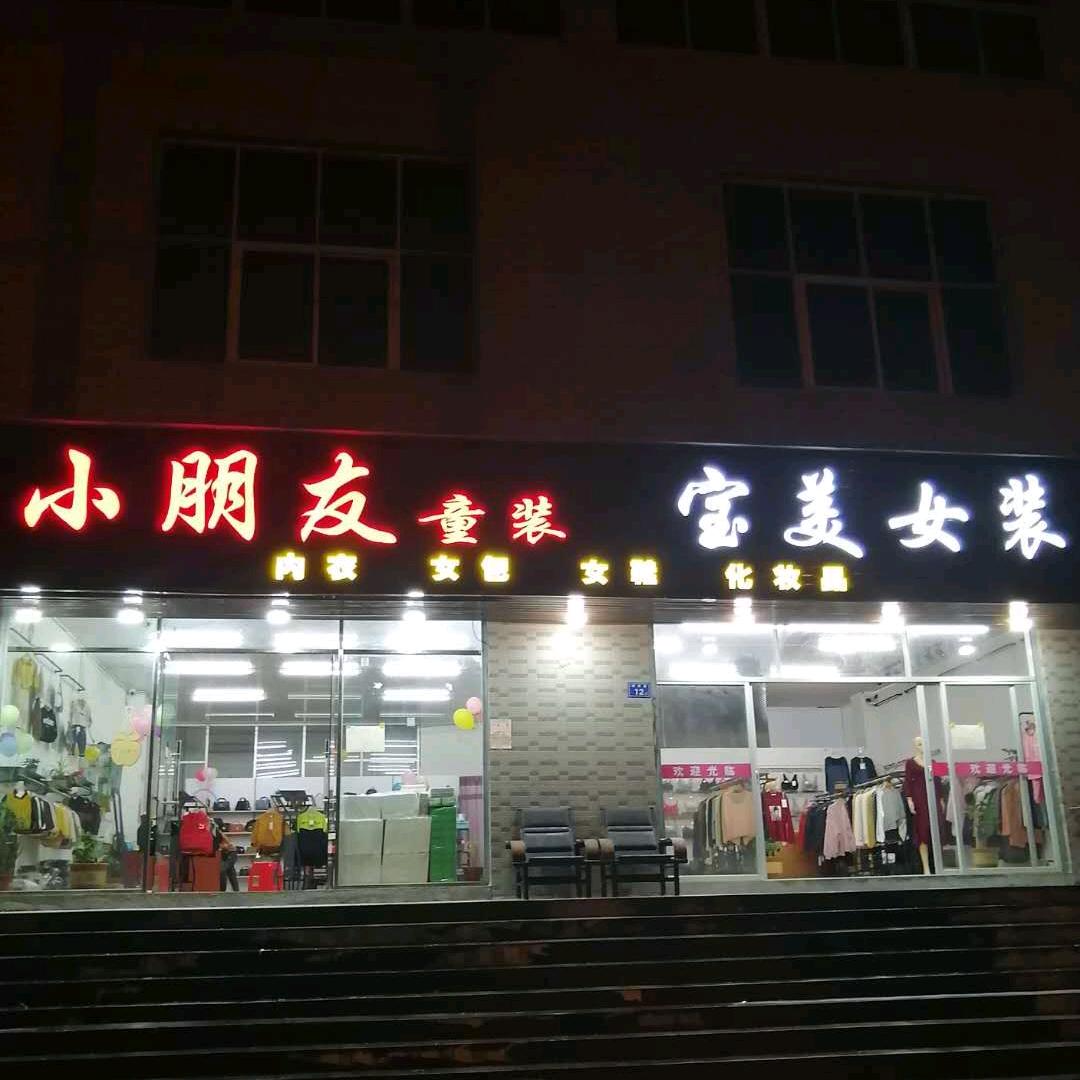 小朋友童装
宝美女装
内衣 女包 女鞋 化妆品
12
欢迎光临
欢迎光临